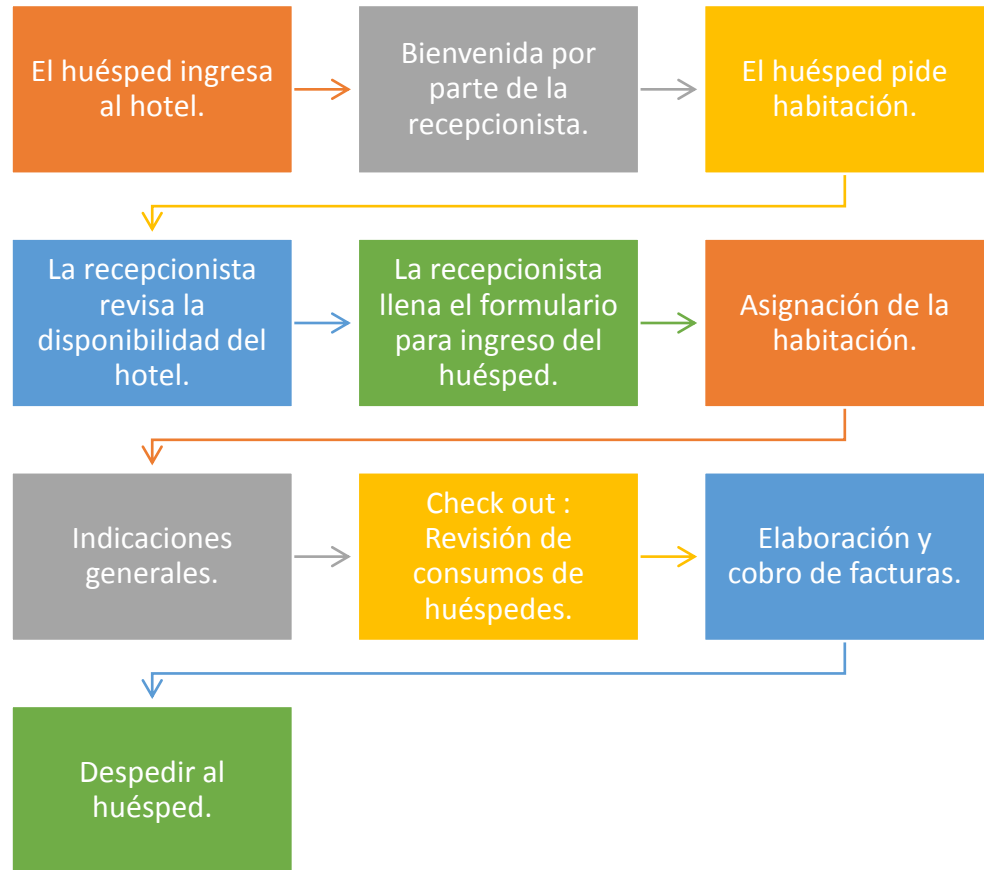 El huésped ingresa
al hotel.
Bienvenida por
parte de la
recepcionista.
El huésped pide
habitación.
La recepcionista
revisa la
disponibilidad del
hotel.
La recepcionista
llena el formulario
para ingreso del
huésped.
Asignación de la
habitación.
Indicaciones
generales.
Check out :
Revisión de
consumos de
huéspedes.
Elaboración y
cobro de facturas.
Despedir al
huésped.